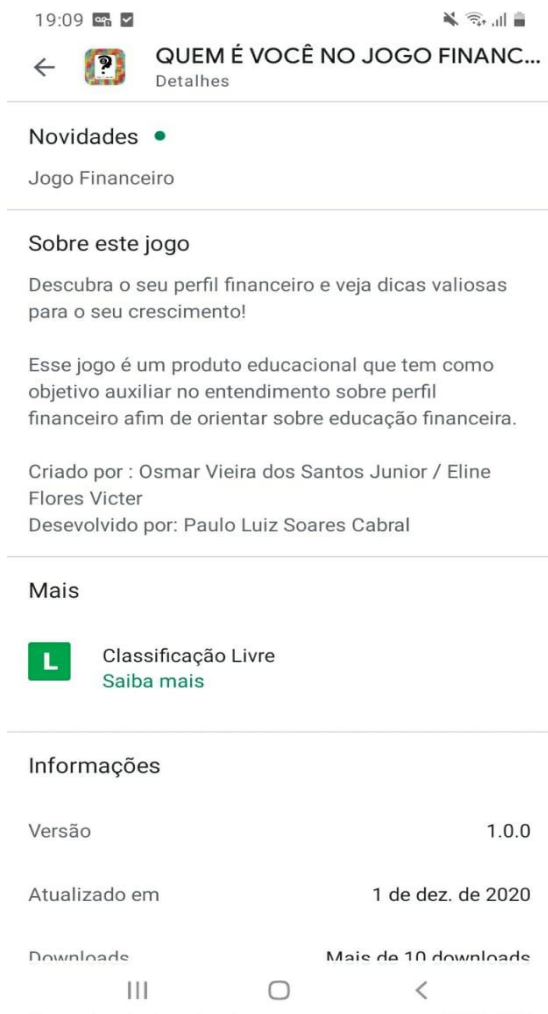 19:09
QUEM É VOCÊ NO JOGO FINANC...
Detalhes
Novidades
Jogo Financeiro
Sobre este jogo
Descubra o seu perfil financeiro e veja dicas valiosas
para o seu crescimento!
Esse jogo é um produto educacional que tem como
objetivo auxiliar no entendimento sobre perfil
financeiro afim de orientar sobre educação financeira.
Criado por : Osmar Vieira dos Santos Junior / Eline
Flores Victer
Desevolvido por: Paulo Luiz Soares Cabral
Mais
L
Classificação Livre
Saiba mais
Informações
Versão 1.0.0
Atualizado em 1 de dez. de 2020
Downloads Mais de 10 downloads